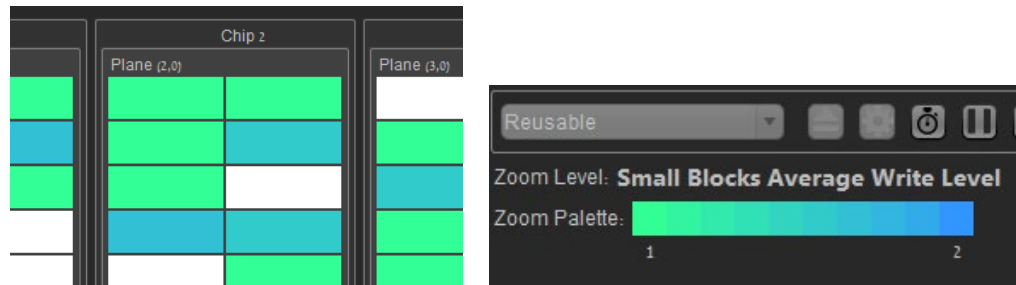 Chip 2
Plane (2,0)
Plane (3,0)
Reusable
Zoom Level: Small Blocks Average Write Level
Zoom Palette:
1 2